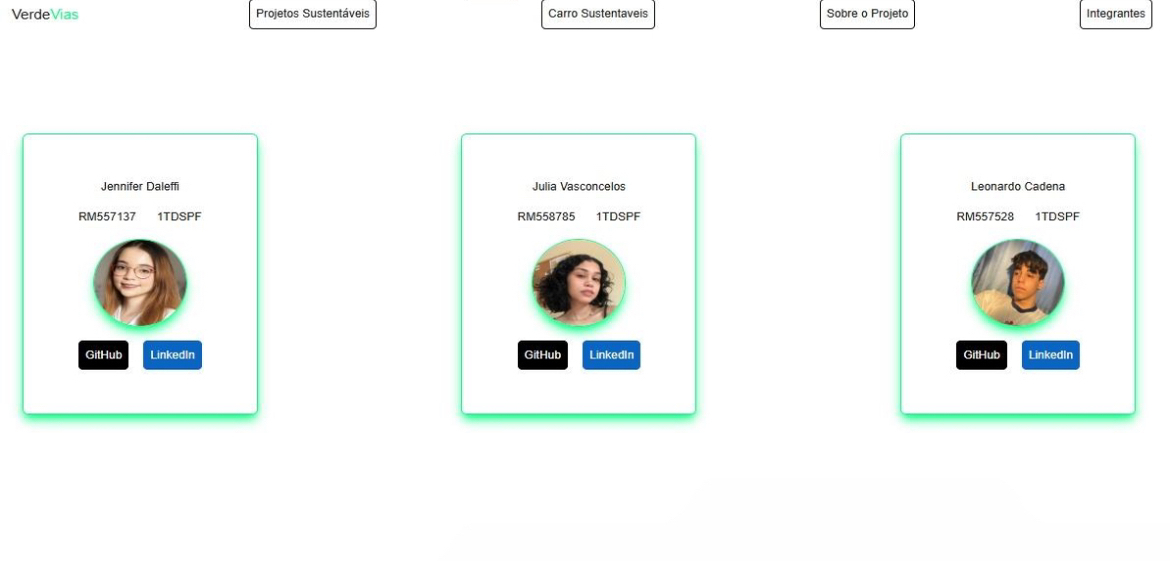 VerdeVias Projetos Sustentáveis Carro Sustentaveis Sobre o Projeto Integrantes
Jennifer Daleffi
RM557137 1TDSPF
GitHub LinkedIn
Julia Vasconcelos
RM558785 1TDSPF
GitHub LinkedIn
Leonardo Cadena
RM557528 1TDSPF
GitHub LinkedIn